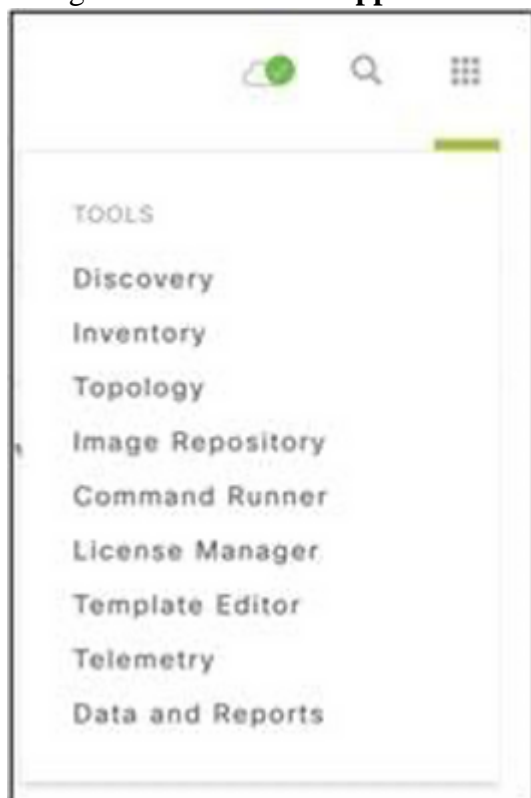 TOOLS
Discovery
Inventory
Topology
Image Repository
Command Runner
License Manager
Template Editor
Telemetry
Data and Reports